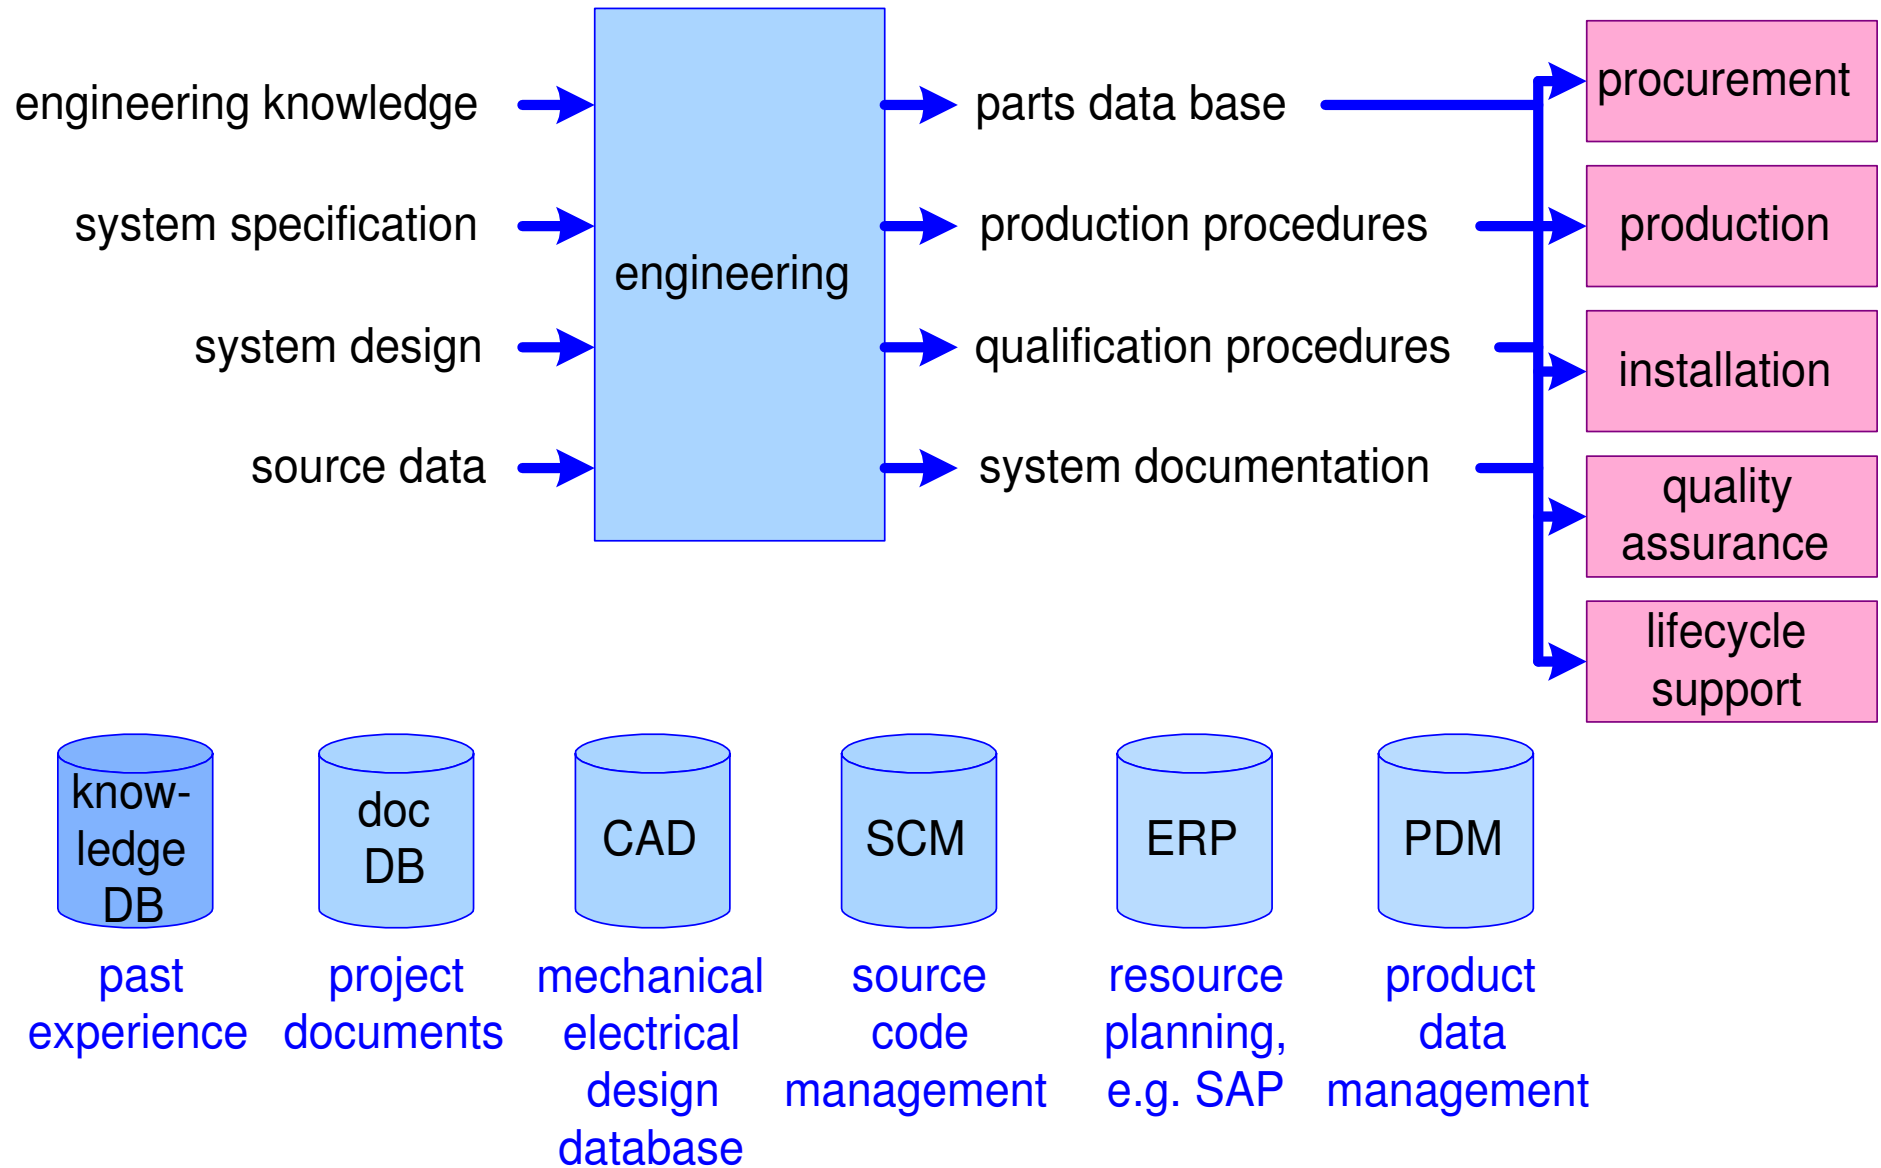 engineering knowledge
system specification
system design
source data
engineering
parts data base
production procedures
qualification procedures
system documentation
procurement
production
installation
quality
assurance
lifecycle
support
know-
ledge
DB
past
experience
doc
DB
project
documents
CAD
mechanical
electrical
design
database
SCM
source
code
management
ERP
resource
planning,
e.g. SAP
PDM
product
data
management